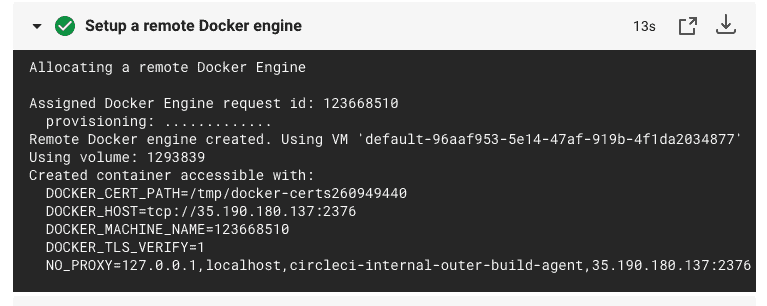 Setup a remote Docker engine
13s
Allocating a remote Docker Engine
Assigned Docker Engine request id: 123668510
provisioning: .............
Remote Docker engine created. Using VM 'default-96aaf953-5e14-47af-919b-4f1da2034877'
Using volume: 1293839
Created container accessible with:
DOCKER_CERT_PATH=/tmp/docker-certs260949440
DOCKER_HOST=tcp://35.190.180.137:2376
DOCKER_MACHINE_NAME=123668510
DOCKER_TLS_VERIFY=1
NO_PROXY=127.0.0.1,localhost,circleci-internal-outer-build-agent,35.190.180.137:2376